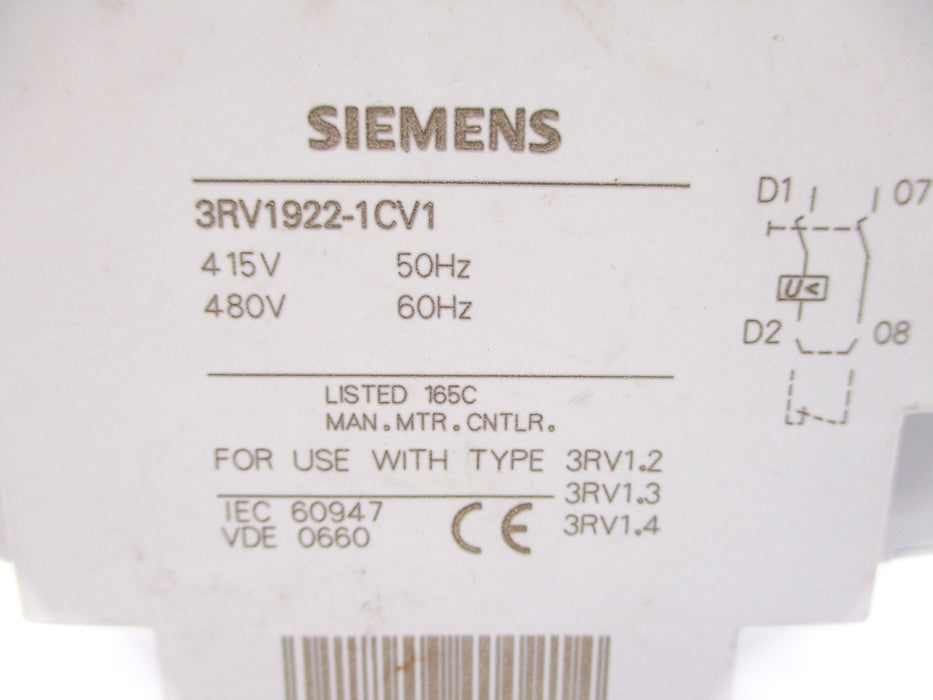 SIEMENS
3RV1922-1CV1
415V 50Hz
480V 60Hz
D1 07
U<
D2 08
LISTED 165C
MAN.MTR.CNTLR.
FOR USE WITH TYPE 3RV1.2
3RV1.3
IEC 60947
VDE 0660
CE
3RV1.4